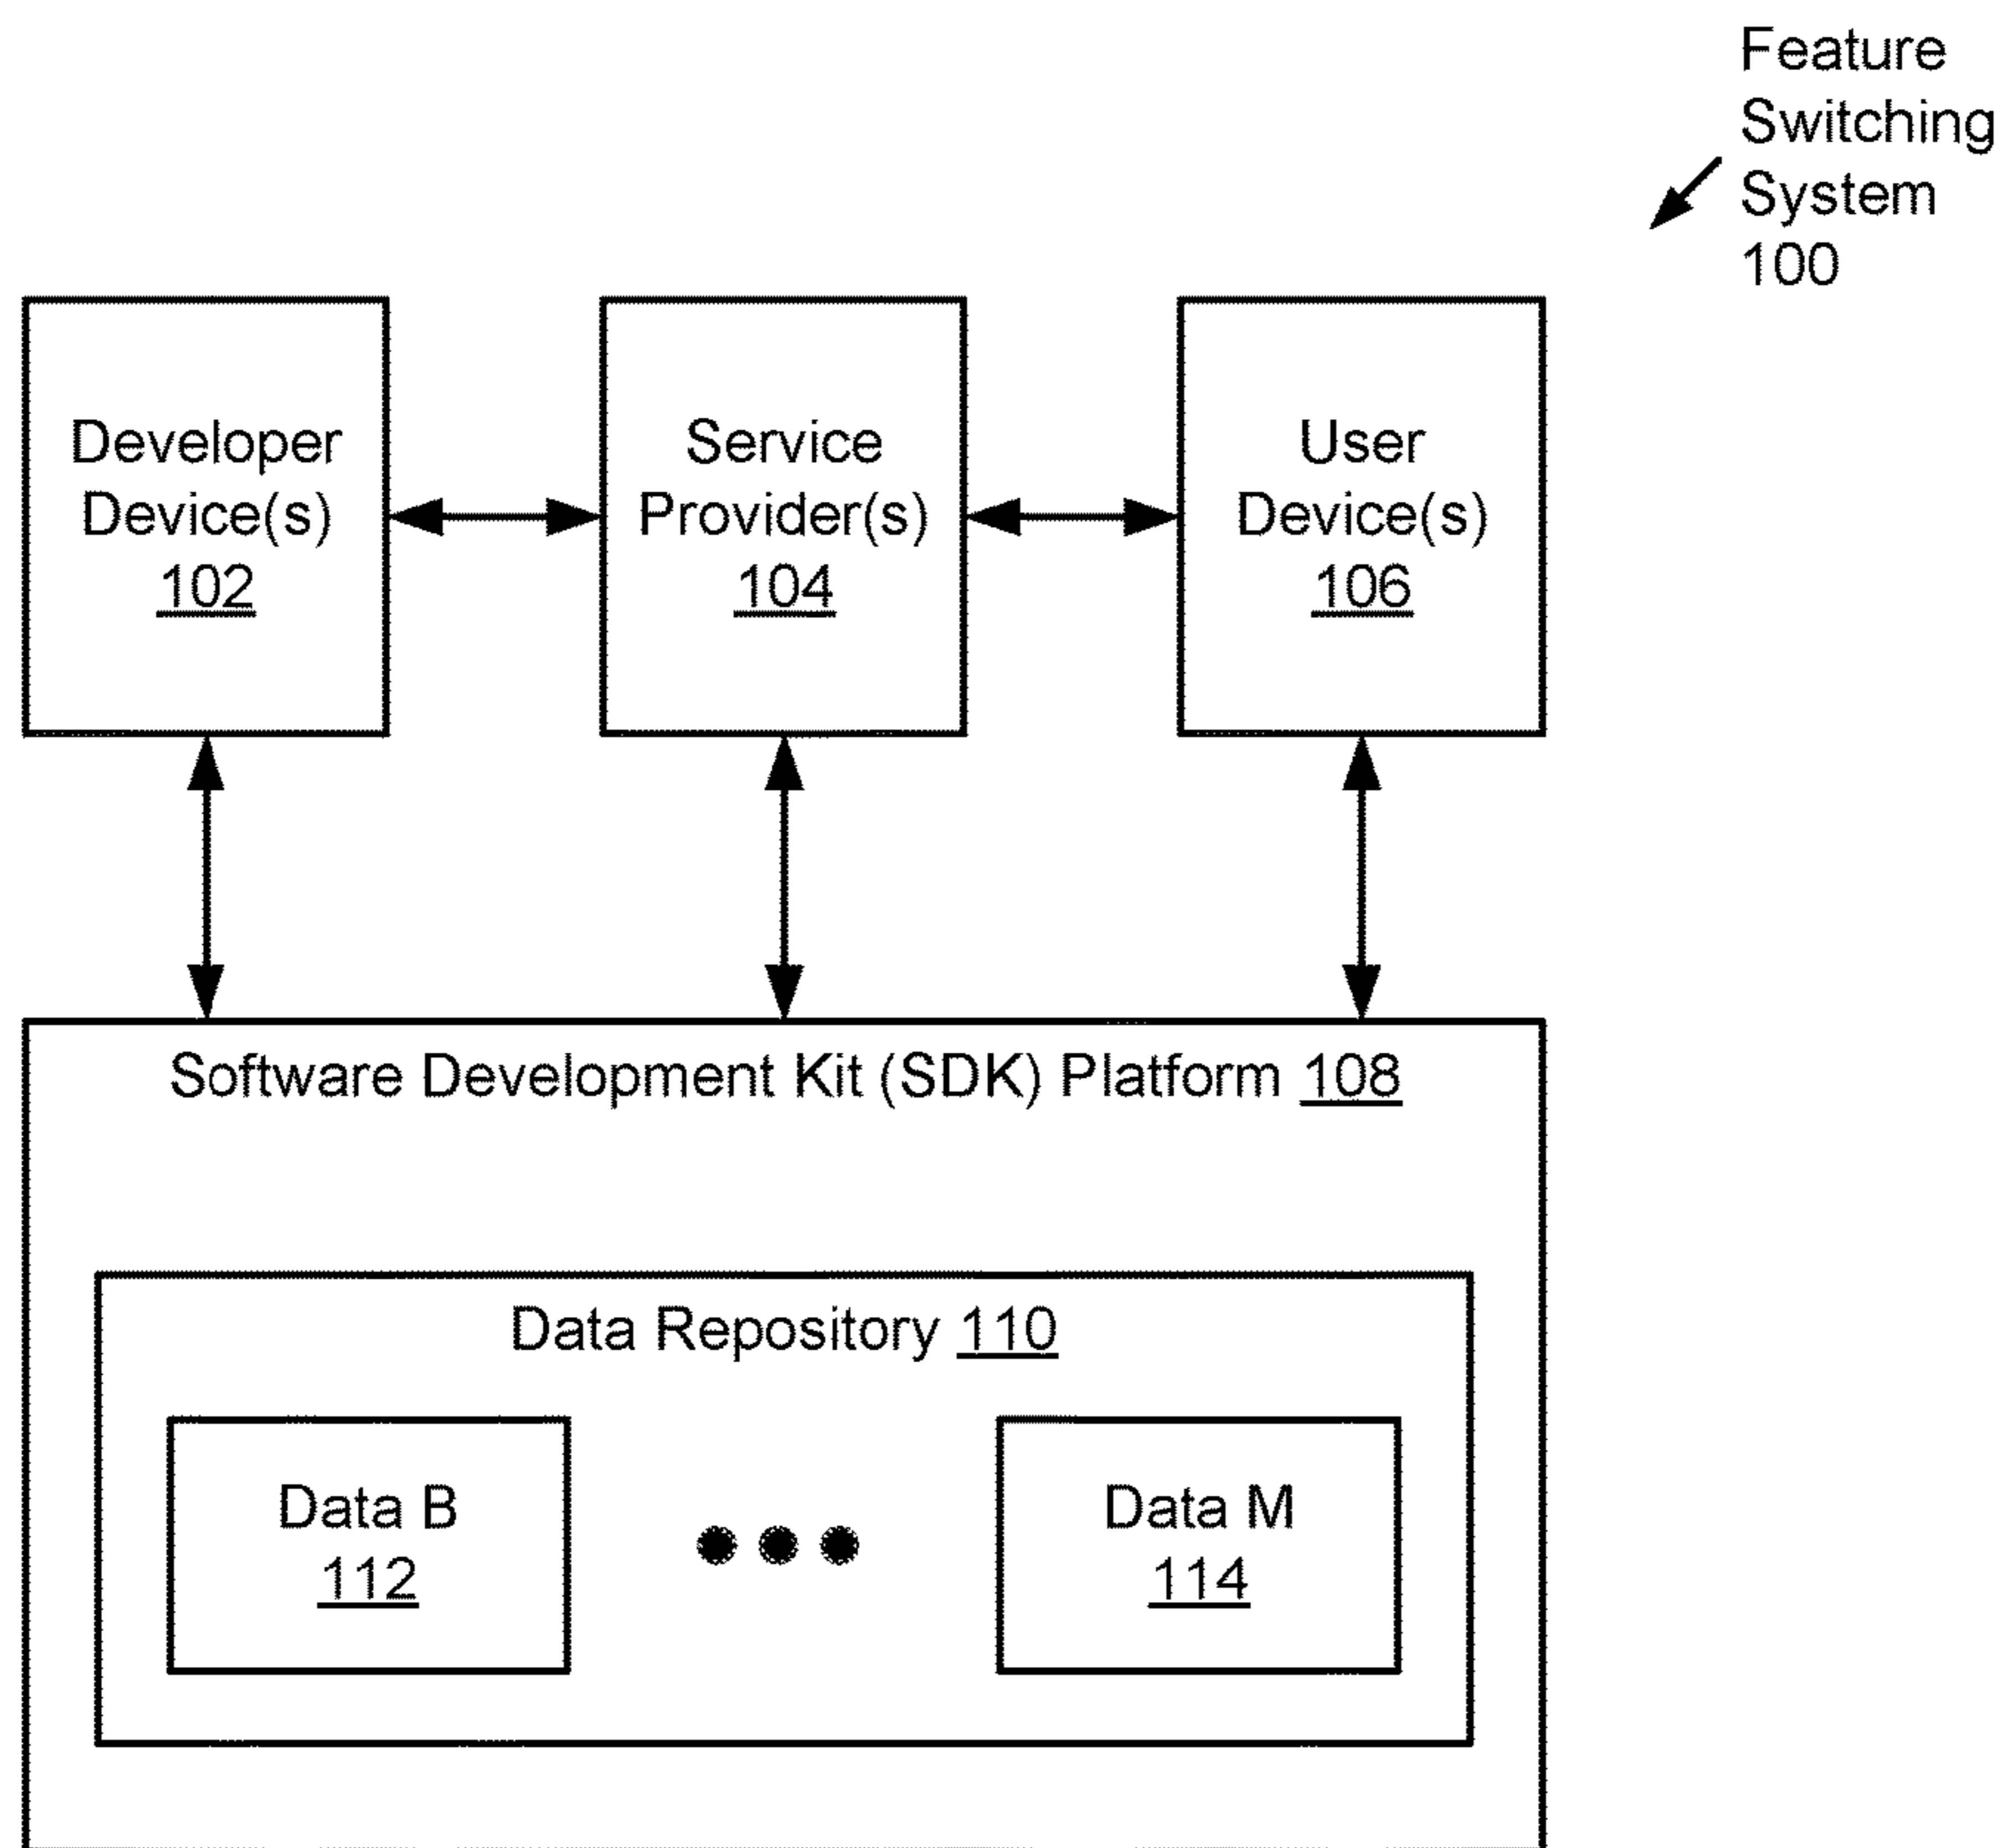 Feature
Switching
System
100
Developer
Device(s)
102
Service
Provider(s)
104
User
Device(s)
106
Software Development Kit (SDK) Platform 108
Data Repository 110
Data B
112
Data M
114